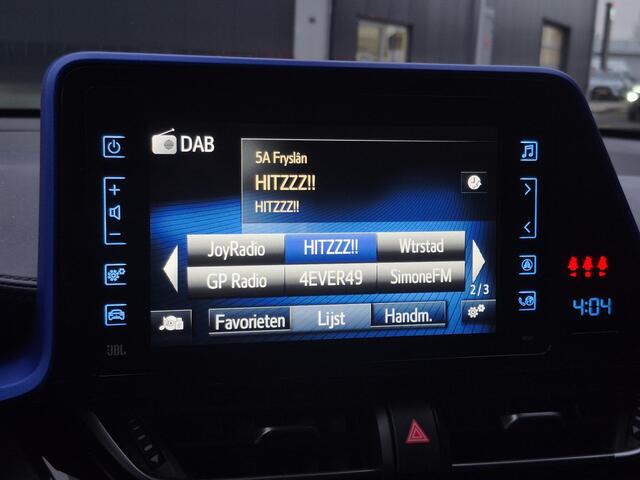 DAB
5A Fryslân
HITZZZ!!
HITZZZ!!
JoyRadio HITZZZ!! Wtrstad
GP Radio 4EVER49 SimoneFM
2/3
Favorieten Lijst Handm.
4:04
JBL